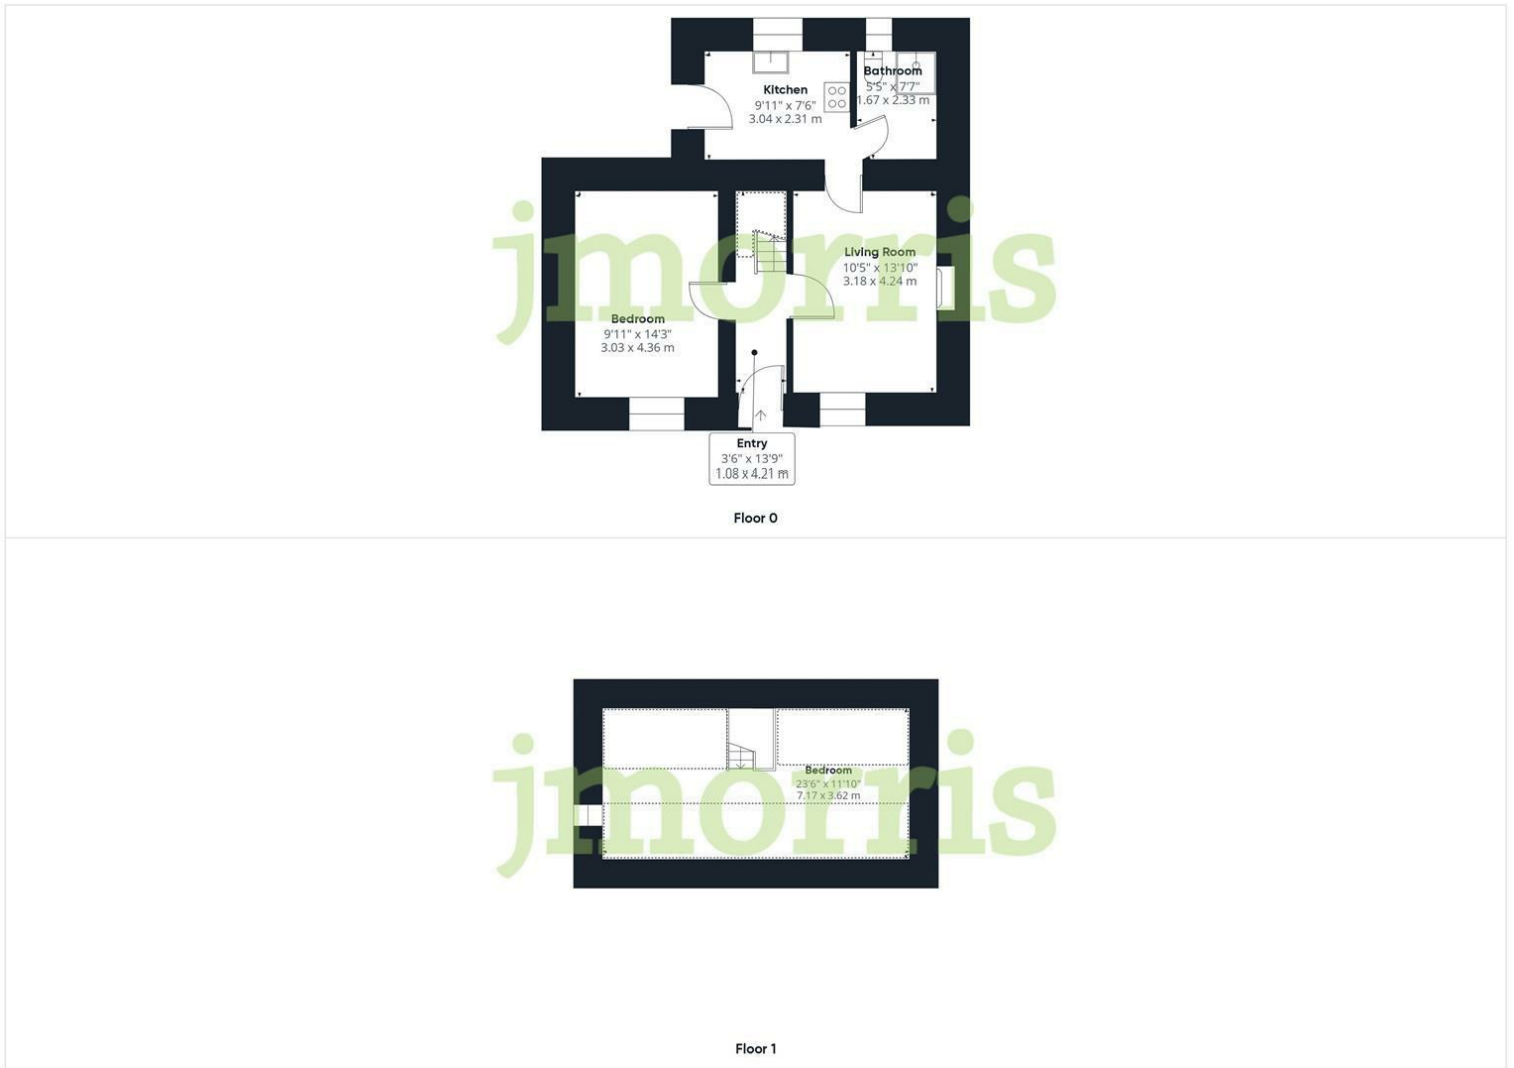 Kitchen
9'11" x 7'6"
3.04 x 2.31 m
Bathroom
5'5" x 7'7"
1.67 x 2.33 m
jmorris
Living Room
10'5" x 13'10"
3.18 x 4.24 m
Bedroom
9'11" x 14'3"
3.03 x 4.36 m
Entry
3'6" x 13'9"
1.08 x 4.21 m
Floor 0
jmorris
Bedroom
23'6" x 11'10"
7.17 x 3.62 m
Floor 1